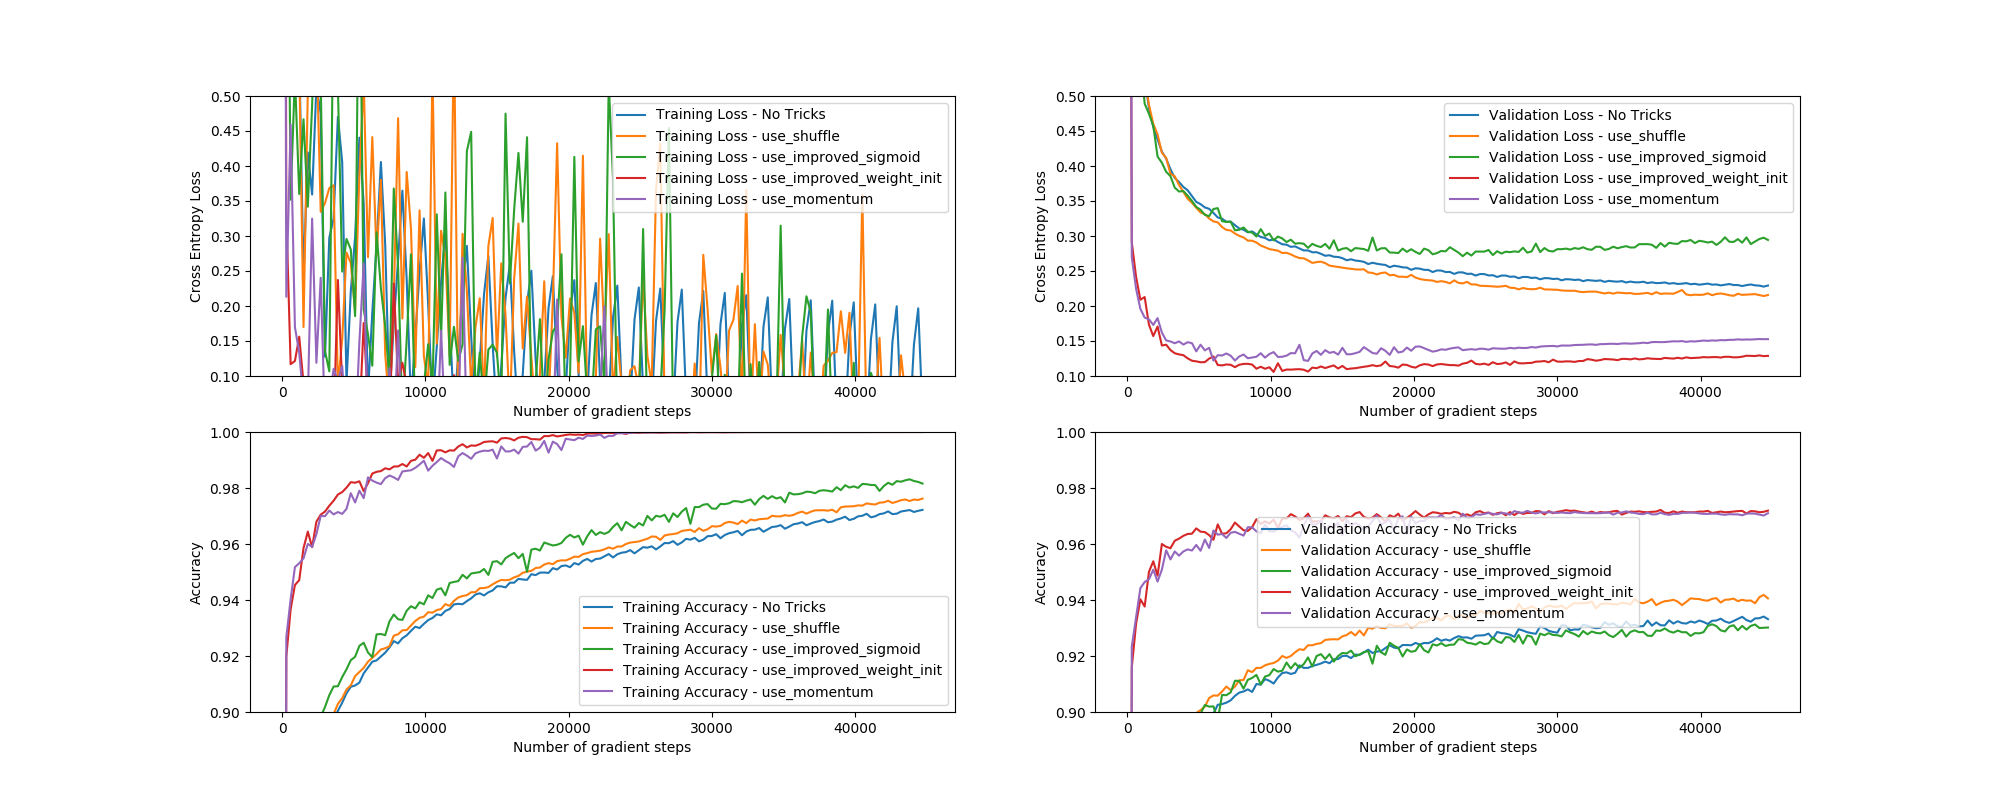 0.50
0.45
0.40
0.35
0.30
0.25
0.20
0.15
0.10
Cross Entropy Loss
Training Loss - No Tricks
Training Loss - use_shuffle
Training Loss - use_improved_sigmoid
Training Loss - use_improved_weight_init
Training Loss - use_momentum
0 10000 20000 30000 40000
Number of gradient steps
0.50
0.45
0.40
0.35
0.30
0.25
0.20
0.15
0.10
Cross Entropy Loss
Validation Loss - No Tricks
Validation Loss - use_shuffle
Validation Loss - use_improved_sigmoid
Validation Loss - use_improved_weight_init
Validation Loss - use_momentum
0 10000 20000 30000 40000
Number of gradient steps
1.00
0.98
0.96
0.94
0.92
0.90
Accuracy
Training Accuracy - No Tricks
Training Accuracy - use_shuffle
Training Accuracy - use_improved_sigmoid
Training Accuracy - use_improved_weight_init
Training Accuracy - use_momentum
0 10000 20000 30000 40000
Number of gradient steps
1.00
0.98
0.96
0.94
0.92
0.90
Accuracy
Validation Accuracy - No Tricks
Validation Accuracy - use_shuffle
Validation Accuracy - use_improved_sigmoid
Validation Accuracy - use_improved_weight_init
Validation Accuracy - use_momentum
0 10000 20000 30000 40000
Number of gradient steps